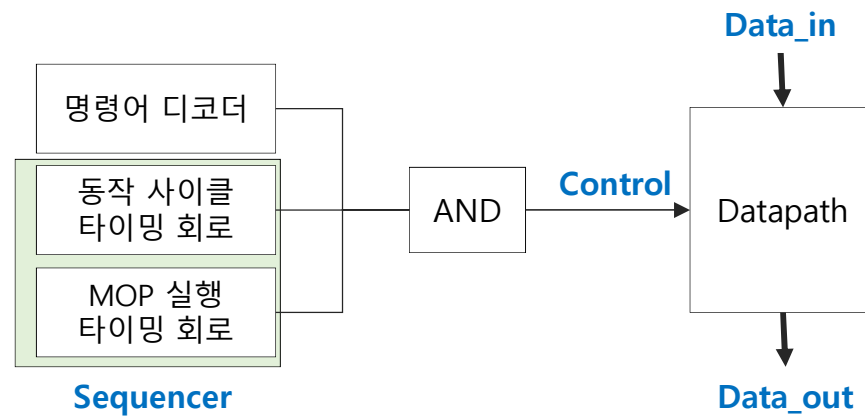 Data_in
명령어 디코더
동작 사이클
타이밍 회로
AND
Control
Datapath
MOP 실행
타이밍 회로
Sequencer
Data_out